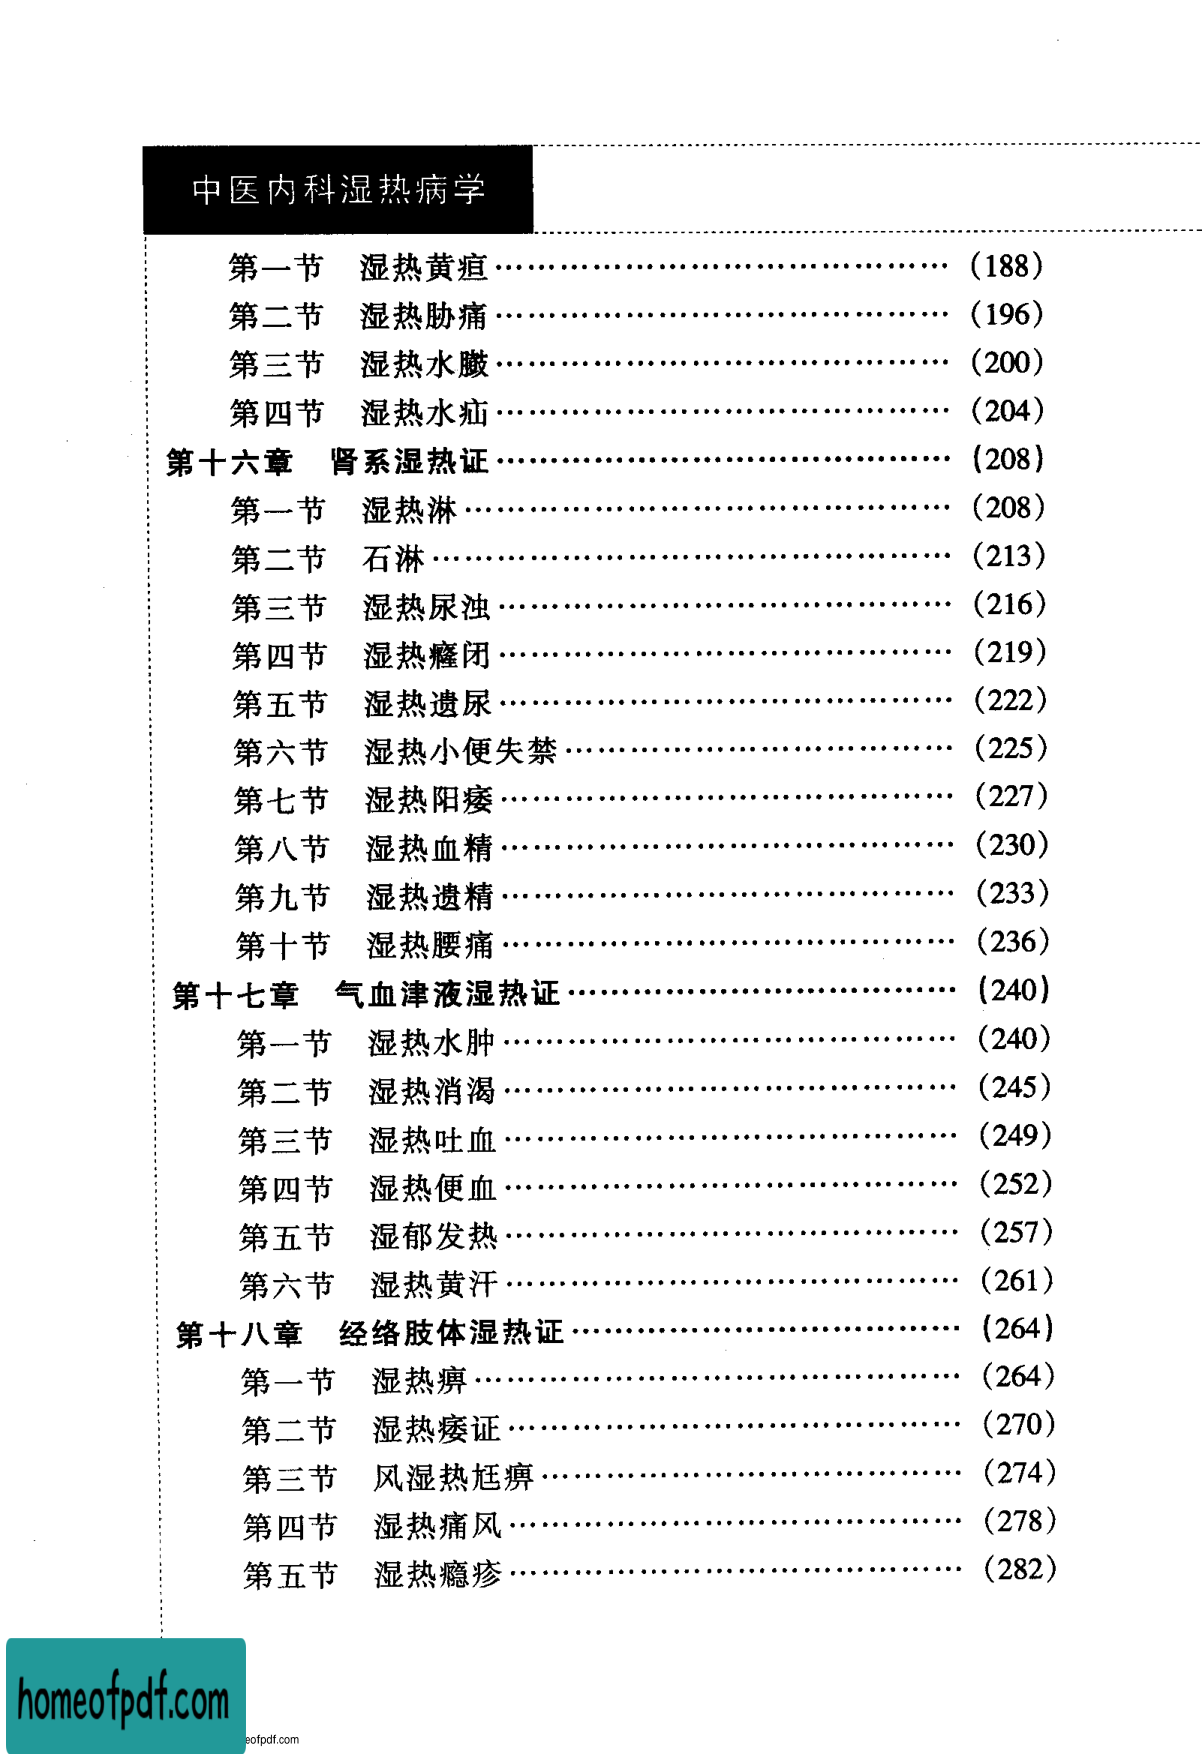 中医内科湿热病学
第一节 湿热黄疸………………………………………(188)
第二节 湿热胁痛………………………………………(196)
第三节 湿热水臌………………………………………(200)
第四节 湿热水疝………………………………………(204)
第十六章 肾系湿热证………………………………………(208)
第一节 湿热淋………………………………………(208)
第二节 石淋………………………………………(213)
第三节 湿热尿浊………………………………………(216)
第四节 湿热癃闭………………………………………(219)
第五节 湿热遗尿………………………………………(222)
第六节 湿热小便失禁…………………………………(225)
第七节 湿热阳痿………………………………………(227)
第八节 湿热血精………………………………………(230)
第九节 湿热遗精………………………………………(233)
第十节 湿热腰痛………………………………………(236)
第十七章 气血津液湿热证…………………………………(240)
第一节 湿热水肿………………………………………(240)
第二节 湿热消渴………………………………………(245)
第三节 湿热吐血………………………………………(249)
第四节 湿热便血………………………………………(252)
第五节 湿郁发热………………………………………(257)
第六节 湿热黄汗………………………………………(261)
第十八章 经络肢体湿热证…………………………………(264)
第一节 湿热痹………………………………………(264)
第二节 湿热痿证………………………………………(270)
第三节 风湿热尪痹……………………………………(274)
第四节 湿热痛风………………………………………(278)
第五节 湿热瘾疹………………………………………(282)
homeofpdf.com
eofpdf.com